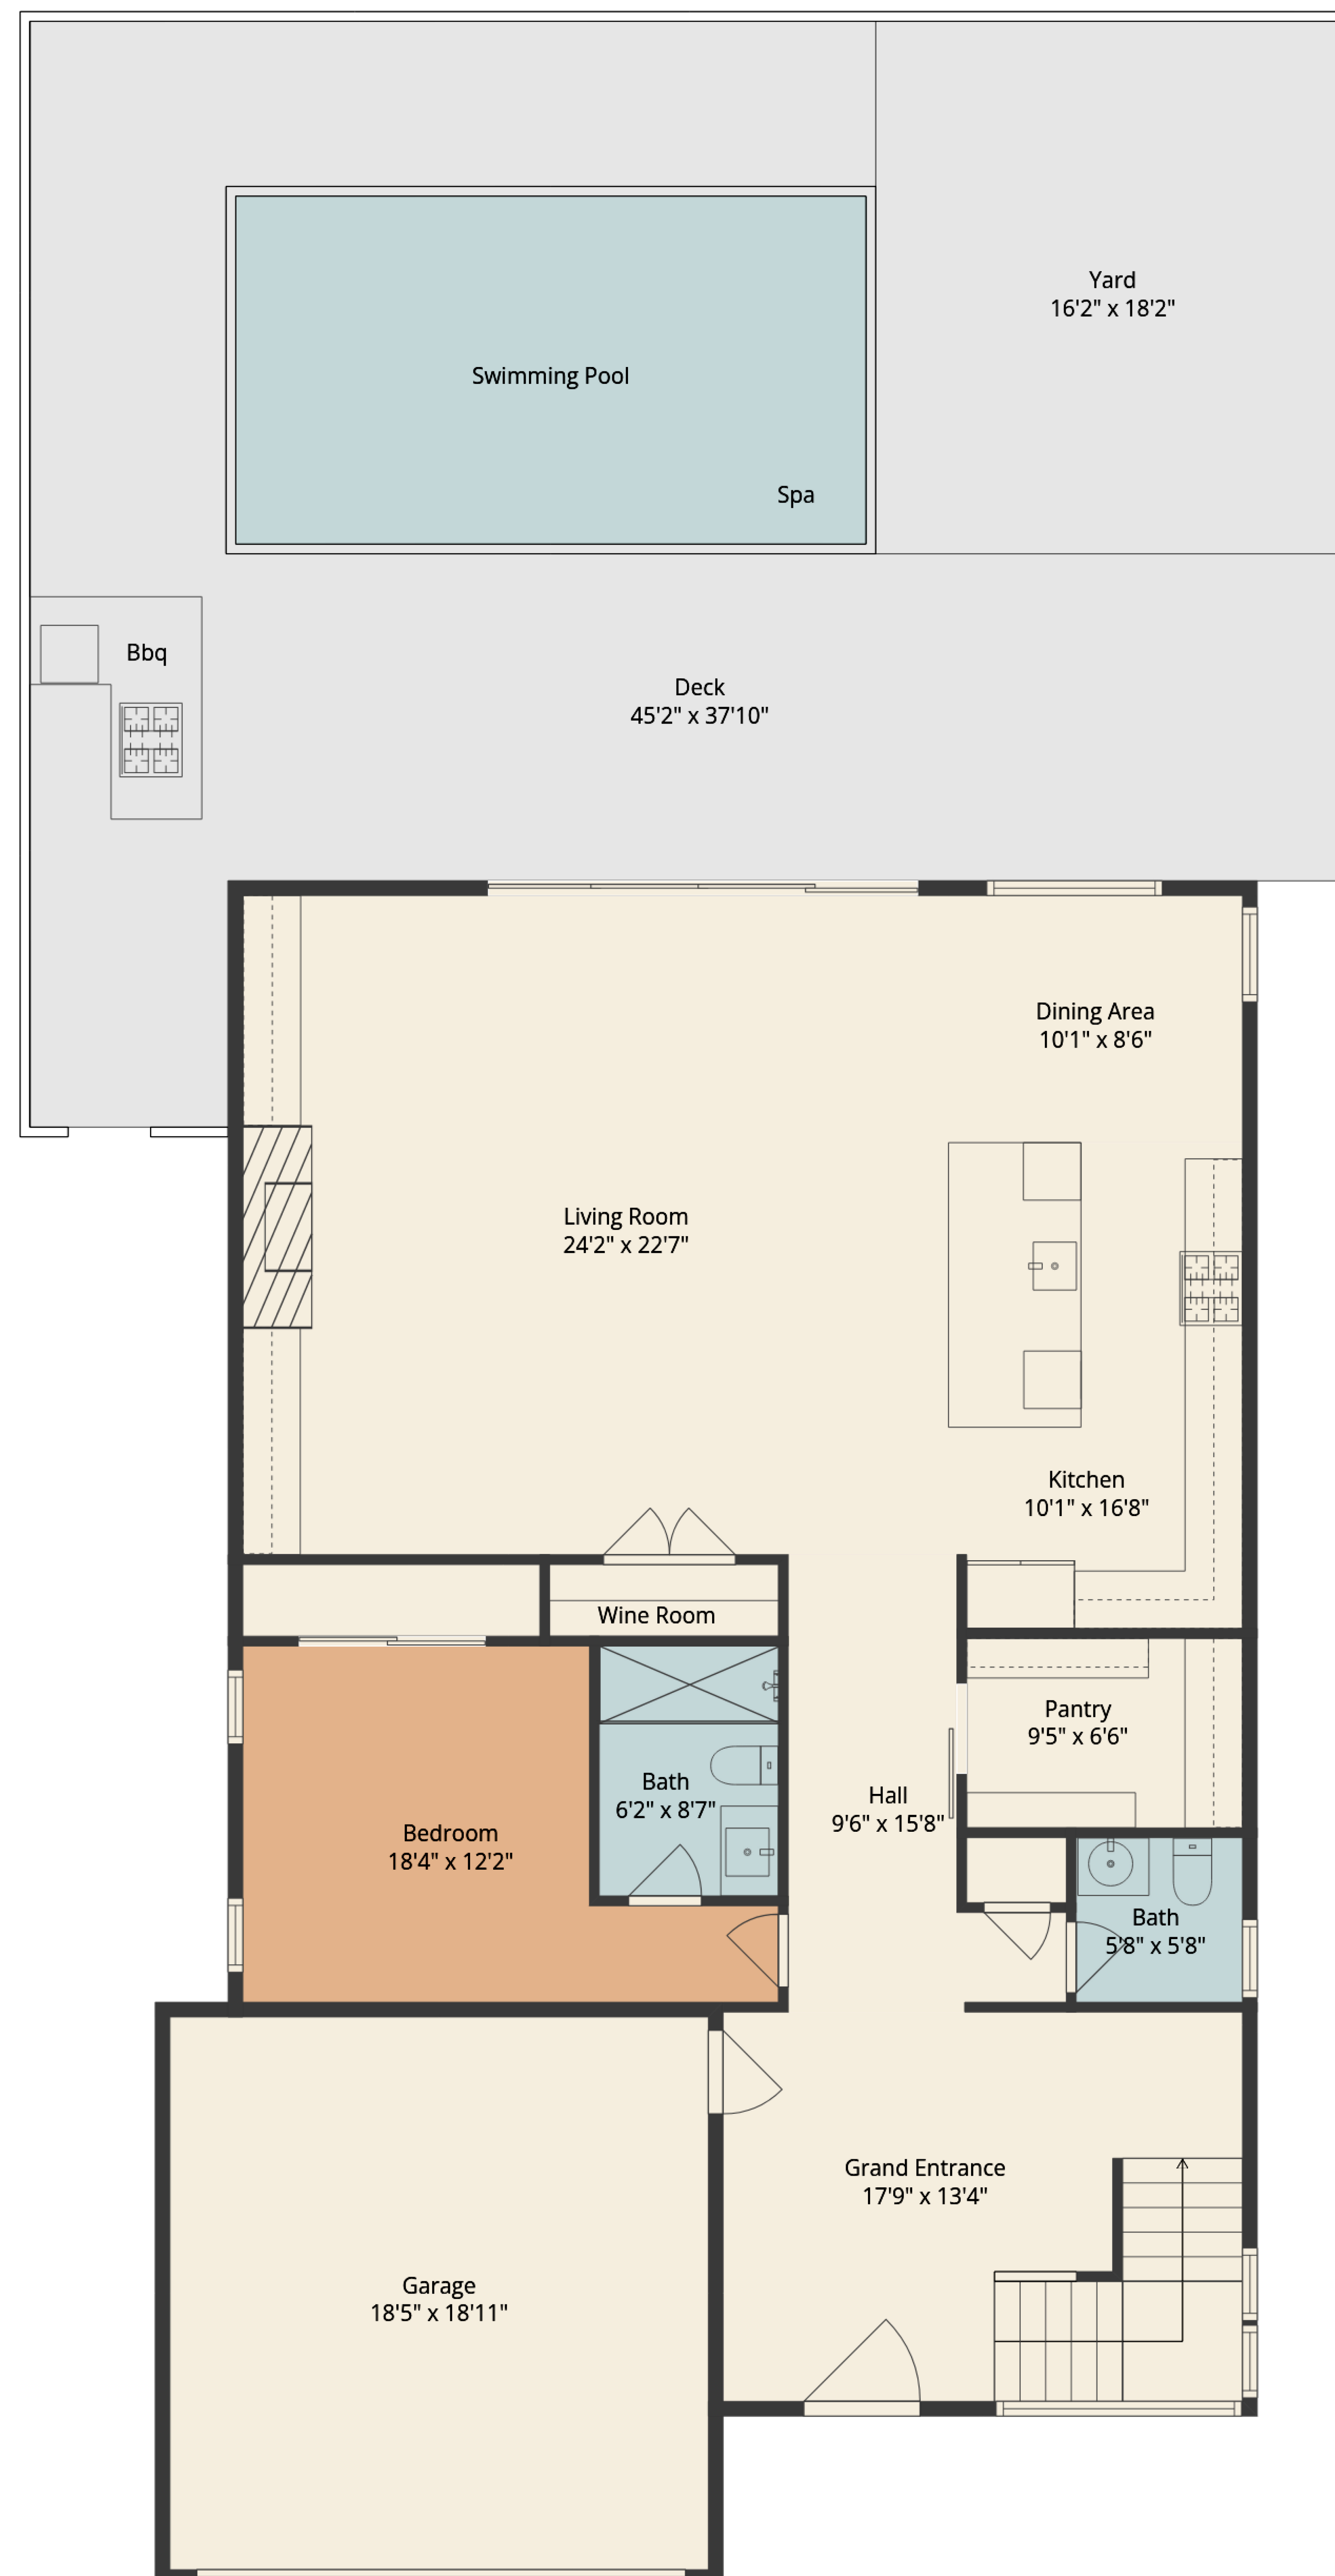 Yard
16'2" x 18'2"
Swimming Pool
Spa
Bbq
Deck
45'2" x 37'10"
Dining Area
10'1" x 8'6"
Living Room
24'2" x 22'7"
Kitchen
10'1" x 16'8"
Wine Room
Pantry
9'5" x 6'6"
Bath
6'2" x 8'7"
Hall
9'6" x 15'8"
Bedroom
18'4" x 12'2"
Bath
5'8" x 5'8"
Grand Entrance
17'9" x 13'4"
Garage
18'5" x 18'11"